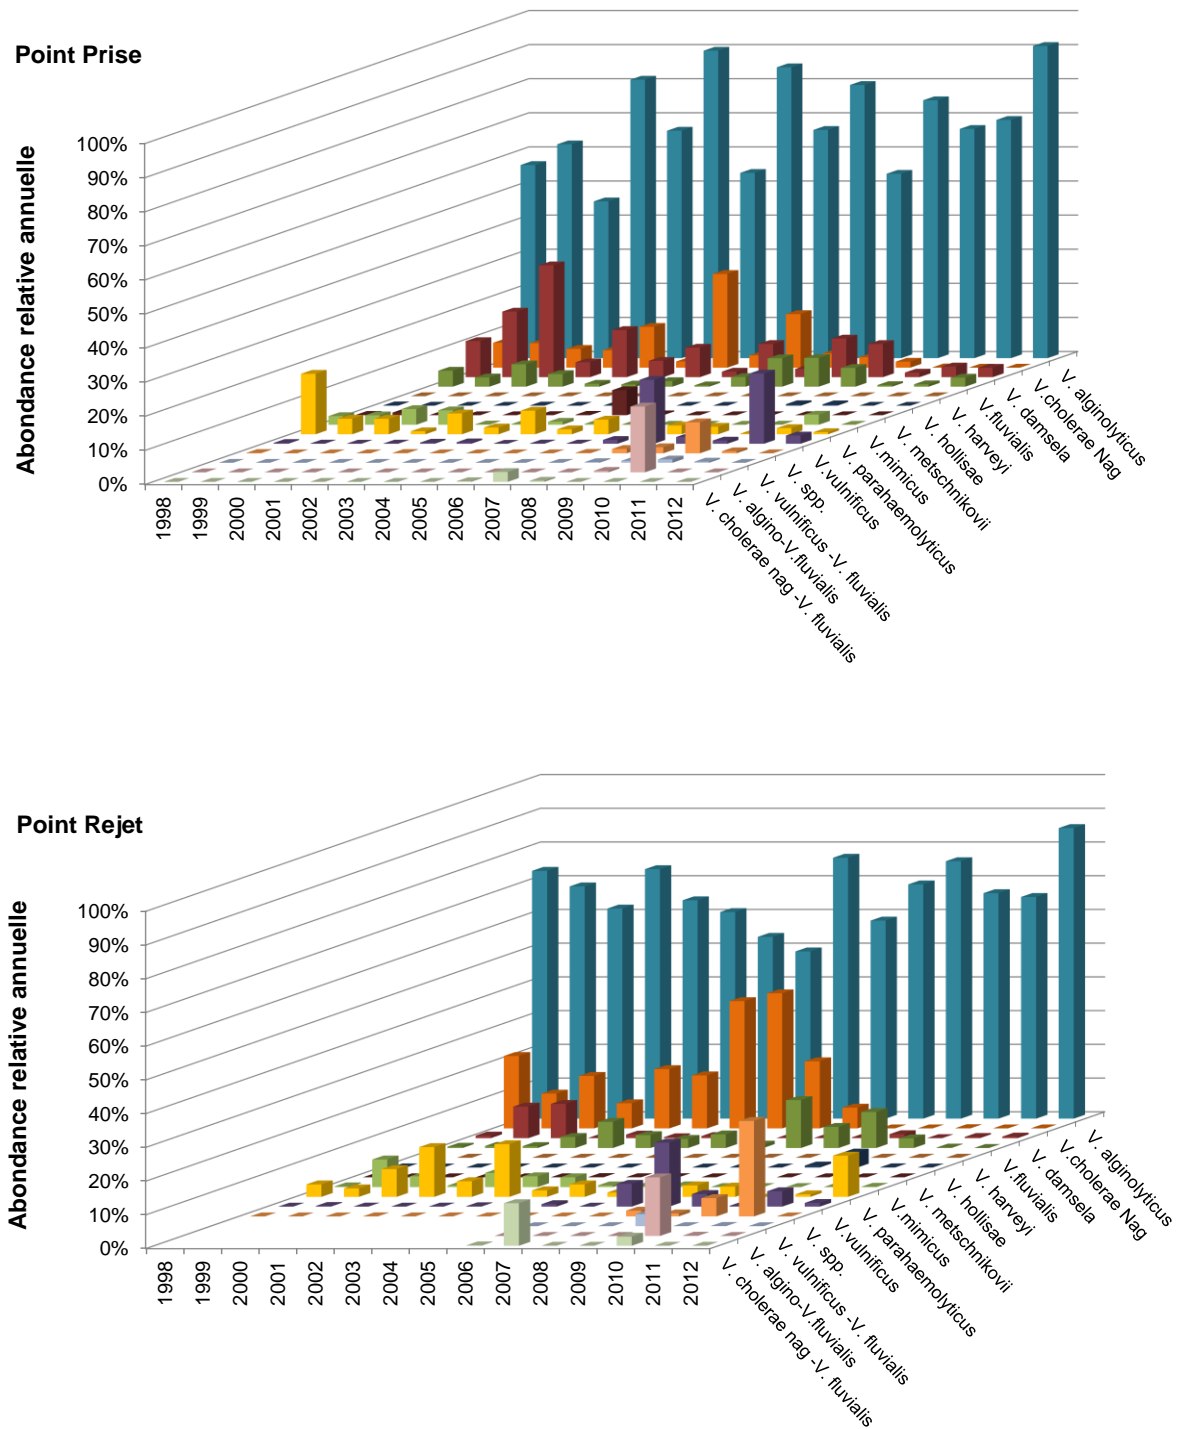 Point Prise
Abondance relative annuelle
100%
90%
80%
70%
60%
50%
40%
30%
20%
10%
0%
1998
1999
2000
2001
2002
2003
2004
2005
2006
2007
2008
2009
2010
2011
2012
V. alginolyticus
V.cholerae Nag
V. damsela
V.fluvialis
V. harveyi
V. hollisae
V. metschnikovii
V.mimicus
V. parahaemolyticus
V.vulnificus
V. spp.
V. vulnificus -V. fluvialis
V. algino-V.fluvialis
V. cholerae nag -V. fluvialis
Point Rejet
Abondance relative annuelle
100%
90%
80%
70%
60%
50%
40%
30%
20%
10%
0%
1998
1999
2000
2001
2002
2003
2004
2005
2006
2007
2008
2009
2010
2011
2012
V. alginolyticus
V.cholerae Nag
V. damsela
V.fluvialis
V. harveyi
V. hollisae
V. metschnikovii
V.mimicus
V. parahaemolyticus
V.vulnificus
V. spp.
V. vulnificus -V. fluvialis
V. algino-V.fluvialis
V. cholerae nag -V. fluvialis